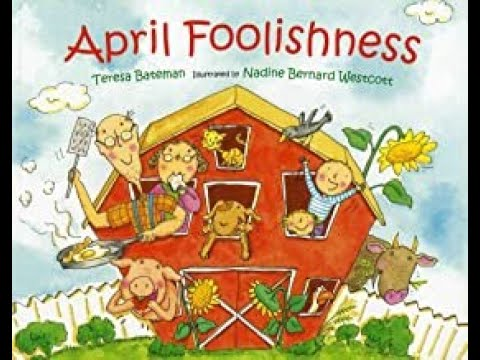 April Foolishness
Teresa Bateman Illustrated by Nadine Bernard Westcott